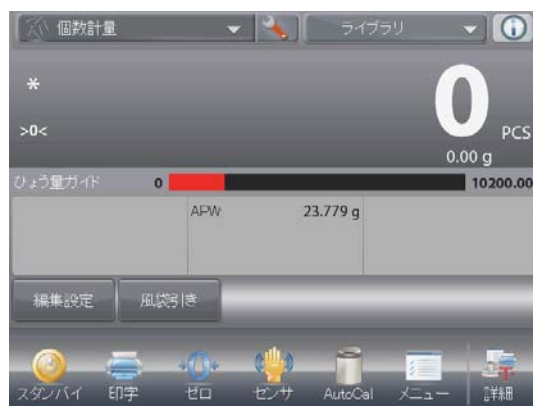 個数計量 ライブラリ
*
>0<
0 PCS
0.00 g
ひょう量ガイド 0 10200.00
APW 23.779 g
編集設定 風袋引き
スタンバイ 印字 ゼロ センサ AutoCal メニュー 詳細